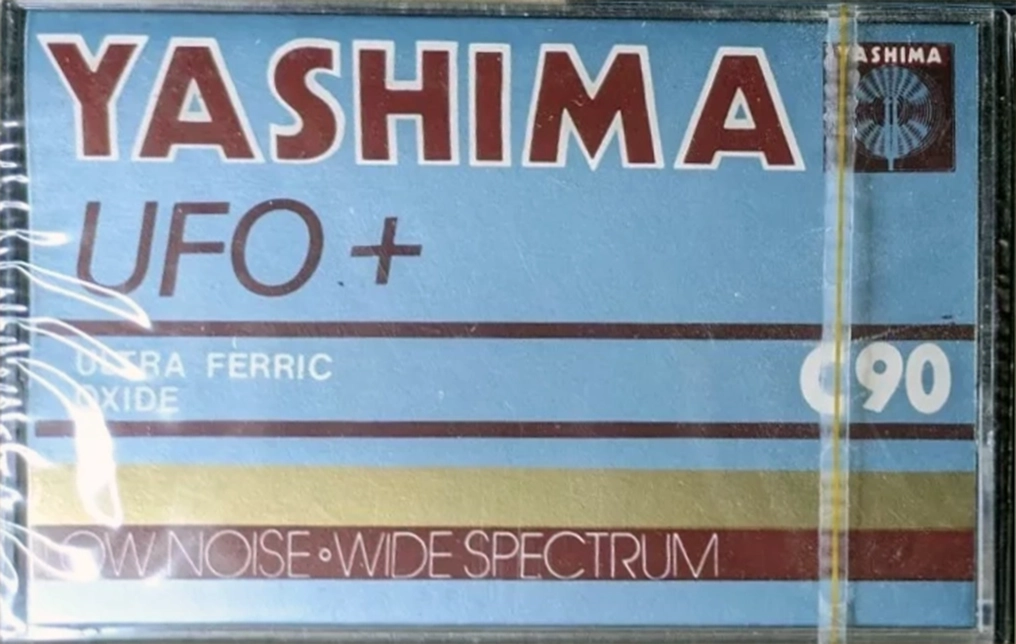 YASHIMA
YASHIMA
UFO +
ULTRA FERRIC
OXIDE
C90
LOW NOISE • WIDE SPECTRUM